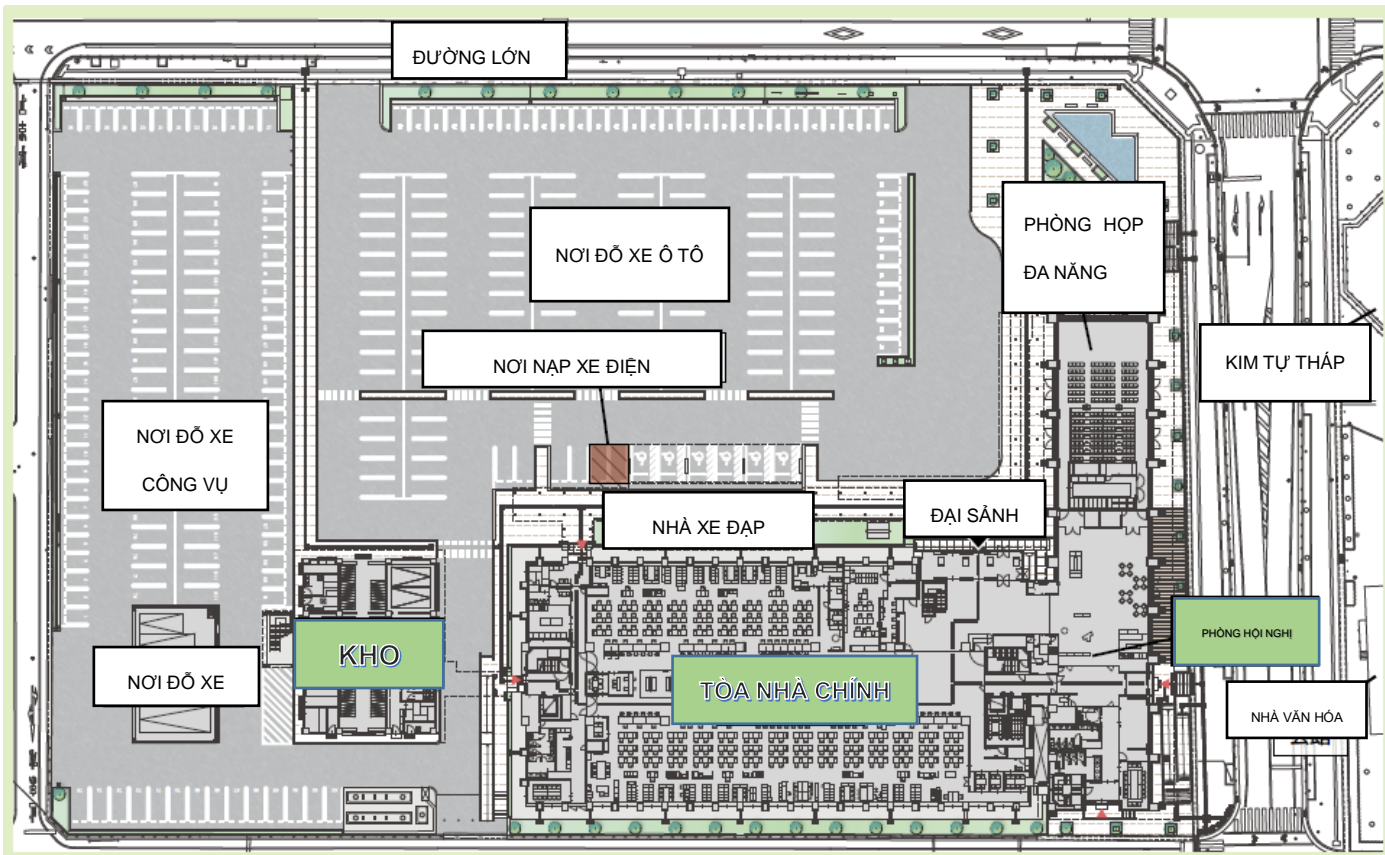 ĐƯỜNG LỚN
PHÒNG HỌP
ĐA NĂNG
NƠI ĐỖ XE Ô TÔ
NƠI NẠP XE ĐIỆN
KIM TỰ THÁP
NƠI ĐỖ XE
CÔNG VỤ
NHÀ XE ĐẠP
ĐẠI SẢNH
PHÒNG HỘI NGHỊ
KHO
NƠI ĐỖ XE
TÒA NHÀ CHÍNH
NHÀ VĂN HÓA